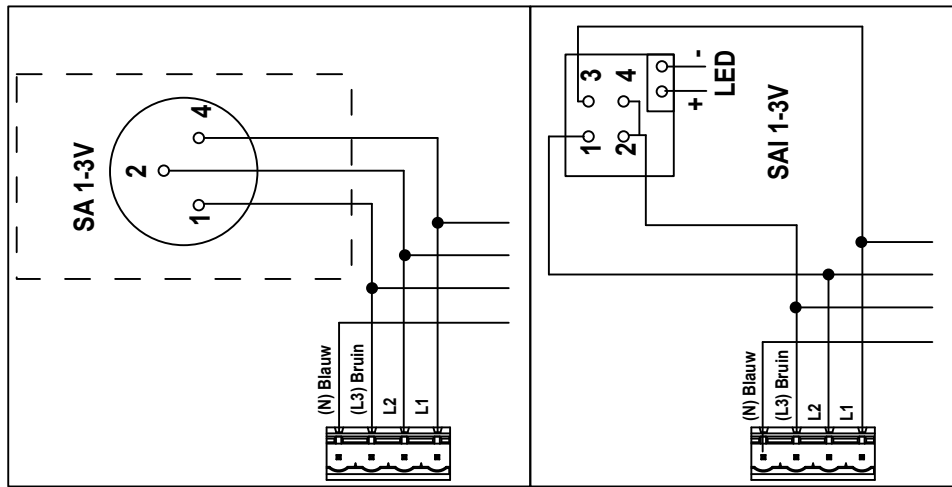 SA 1-3V
4
2
1
(N) Blauw
(L3) Bruin
L2
L1
3
4
1
2
-
+
LED
SAI 1-3V
(N) Blauw
(L3) Bruin
L2
L1